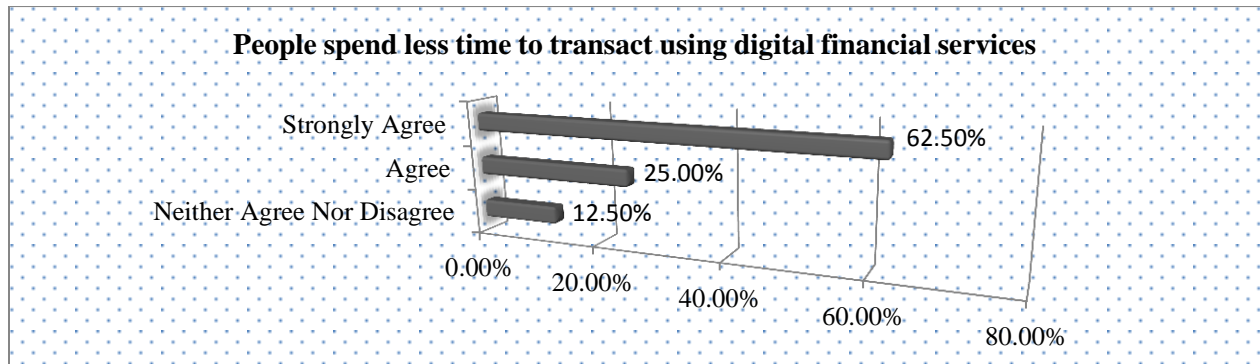 People spend less time to transact using digital financial services
Strongly Agree
62.50%
Agree
25.00%
Neither Agree Nor Disagree
12.50%
0.00%
20.00%
40.00%
60.00%
80.00%